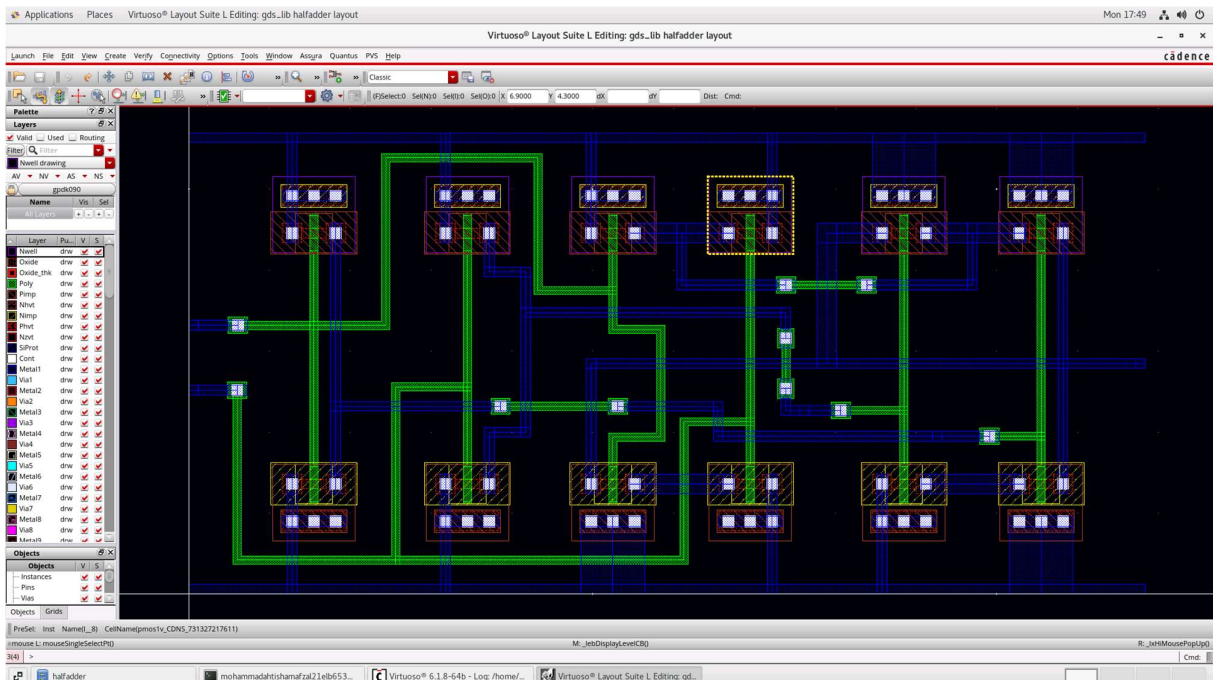 Applications Places Virtuoso® Layout Suite L Editing: gds_lib halfadder layout Mon 17:49
Virtuoso® Layout Suite L Editing: gds_lib halfadder layout
Launch File Edit View Create Verify Connectivity Options Tools Window Assura Quantus PVS Help cādence
» » Classic
» (F)Select:0 Sel(N):0 Sel(I):0 Sel(O):0 X 6.9000 Y 4.3000 dX dY Dist: Cmd:
Palette
Layers
Valid Used Routing
Filter Filter
Nwell drawing
AV NV AS NS
gpdk090
Name Vis Sel
All Layers + - + -
Layer Pu... V S
Nwell drw
Oxide drw
Oxide_thk drw
Poly drw
Pimp drw
Nhvt drw
Nimp drw
Phvt drw
Nzvt drw
SiProt drw
Cont drw
Metal1 drw
Via1 drw
Metal2 drw
Via2 drw
Metal3 drw
Via3 drw
Metal4 drw
Via4 drw
Metal5 drw
Via5 drw
Metal6 drw
Via6 drw
Metal7 drw
Via7 drw
Metal8 drw
Via8 drw
Metal9 drw
Objects
Objects V S
Instances
Pins
Vias
Objects Grids
PreSel: Inst Name(I__8) CellName(pmos1v_CDNS_731327217611)
mouse L: mouseSingleSelectPt() M: _lebDisplayLevelCB() R: _lxHiMousePopUp()
3(4) > Cmd:
halfadder mohammadahtishamafzal21elb653... Virtuoso® 6.1.8-64b - Log: /home/... Virtuoso® Layout Suite L Editing: gd...